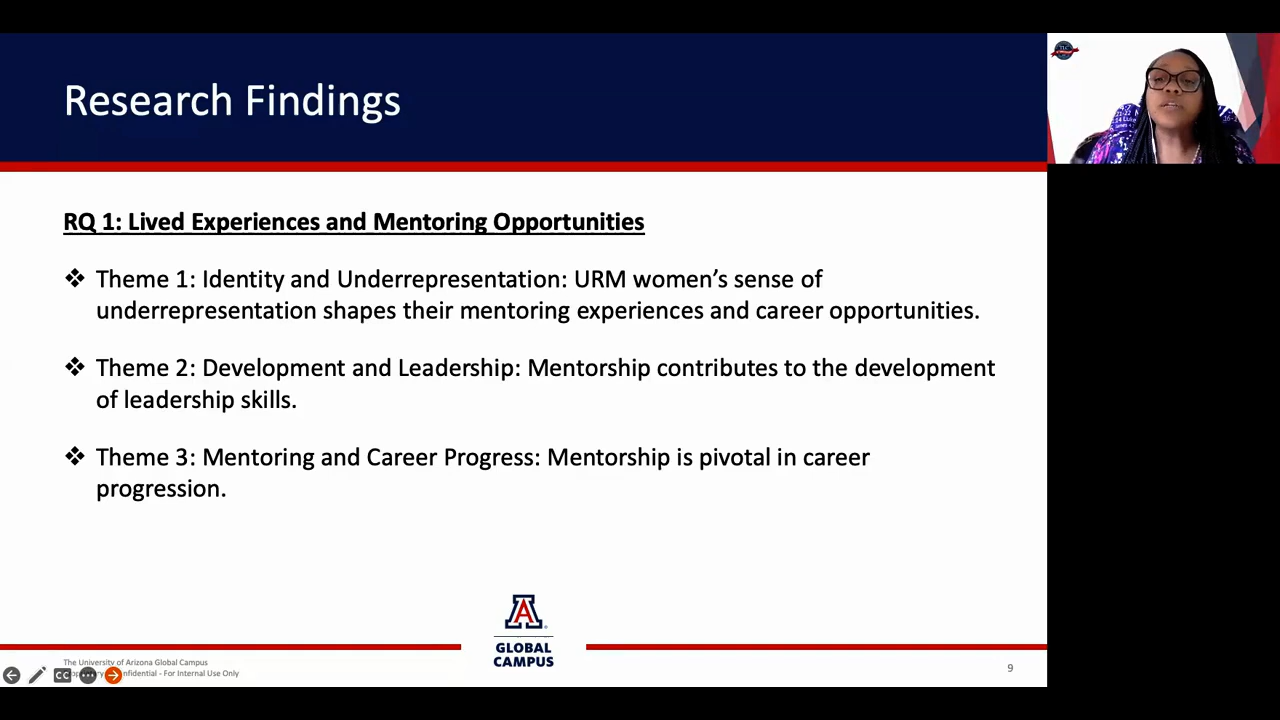 Research Findings
RQ 1: Lived Experiences and Mentoring Opportunities
❖ Theme 1: Identity and Underrepresentation: URM women’s sense of
underrepresentation shapes their mentoring experiences and career opportunities.
❖ Theme 2: Development and Leadership: Mentorship contributes to the development
of leadership skills.
❖ Theme 3: Mentoring and Career Progress: Mentorship is pivotal in career
progression.
A
GLOBAL
CAMPUS
The University of Arizona Global Campus
- For Internal Use Only
CC
9
TLC